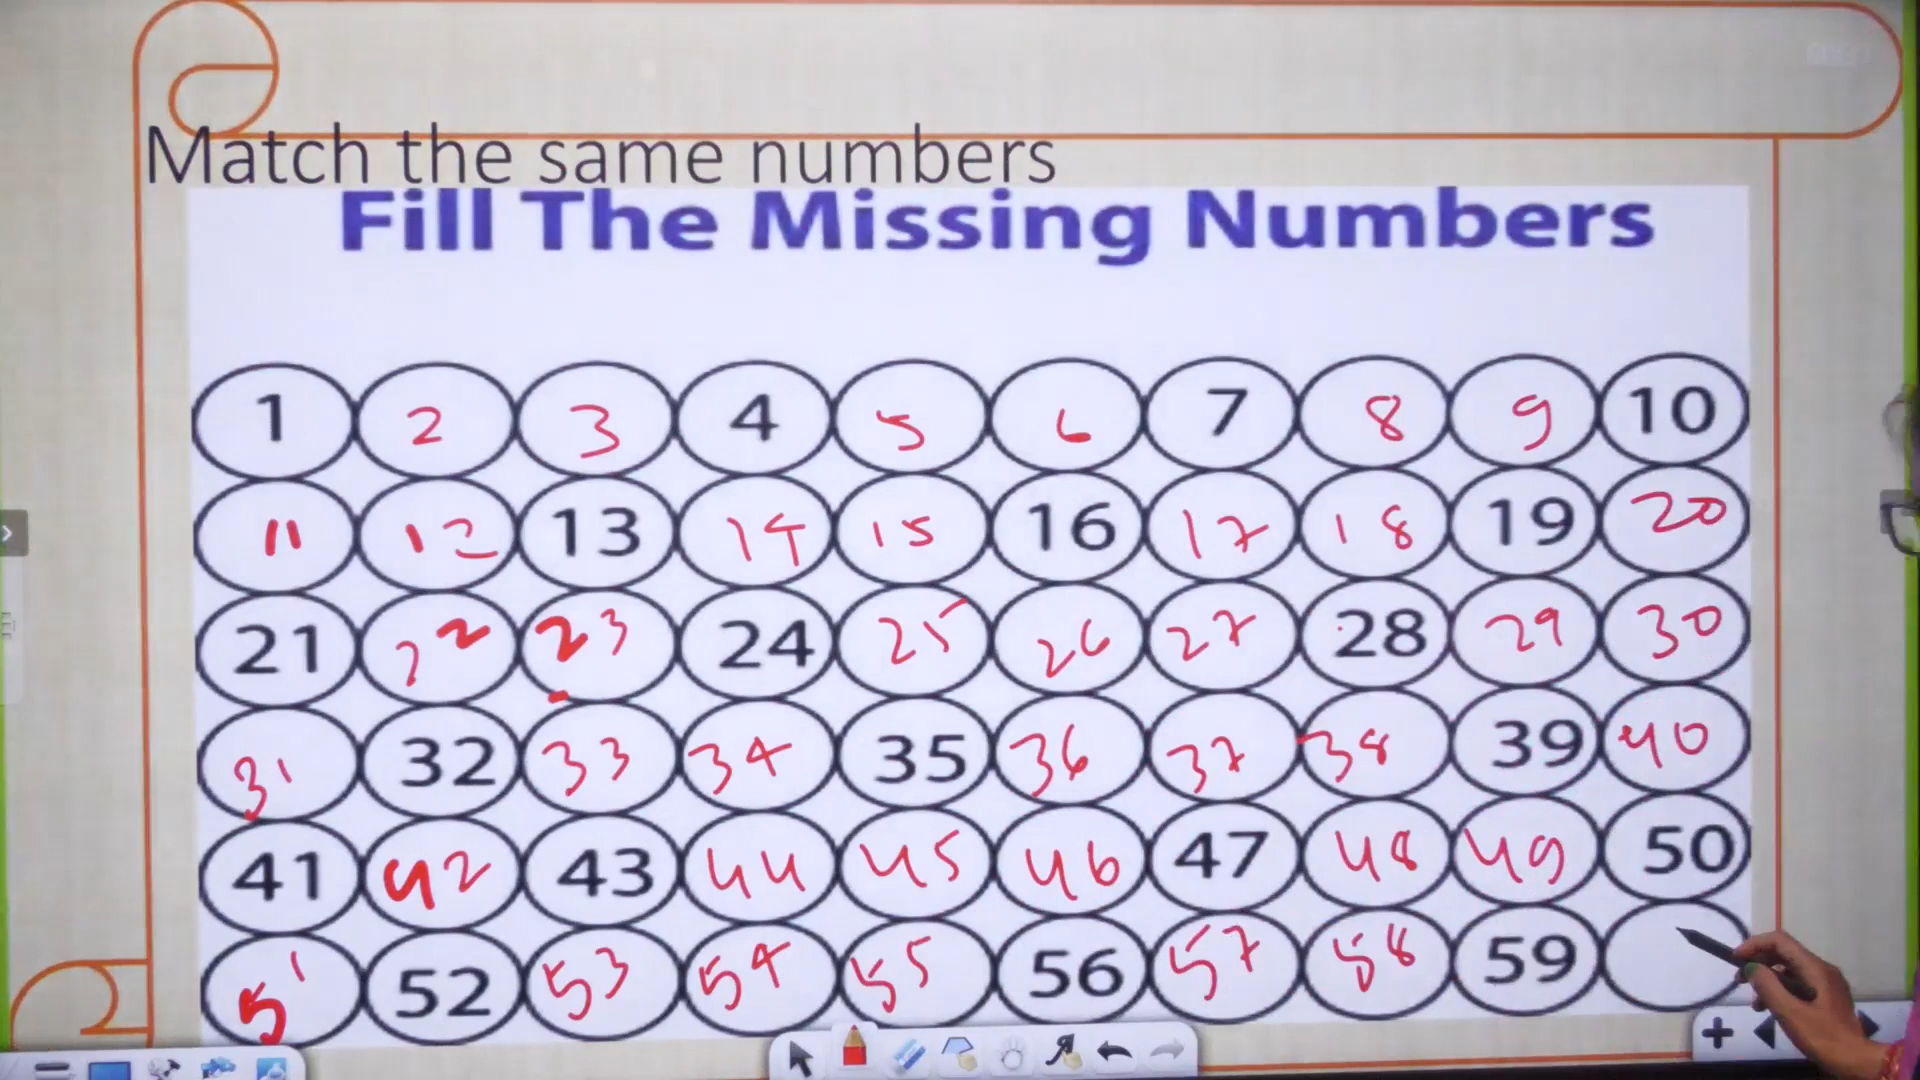 Match the same numbers
Fill The Missing Numbers
1 2 3 4 5 6 7 8 9 10
11 12 13 14 15 16 17 18 19 20
21 22 23 24 25 26 27 28 29 30
31 32 33 34 35 36 37 38 39 40
41 42 43 44 45 46 47 48 49 50
51 52 53 54 55 56 57 58 59